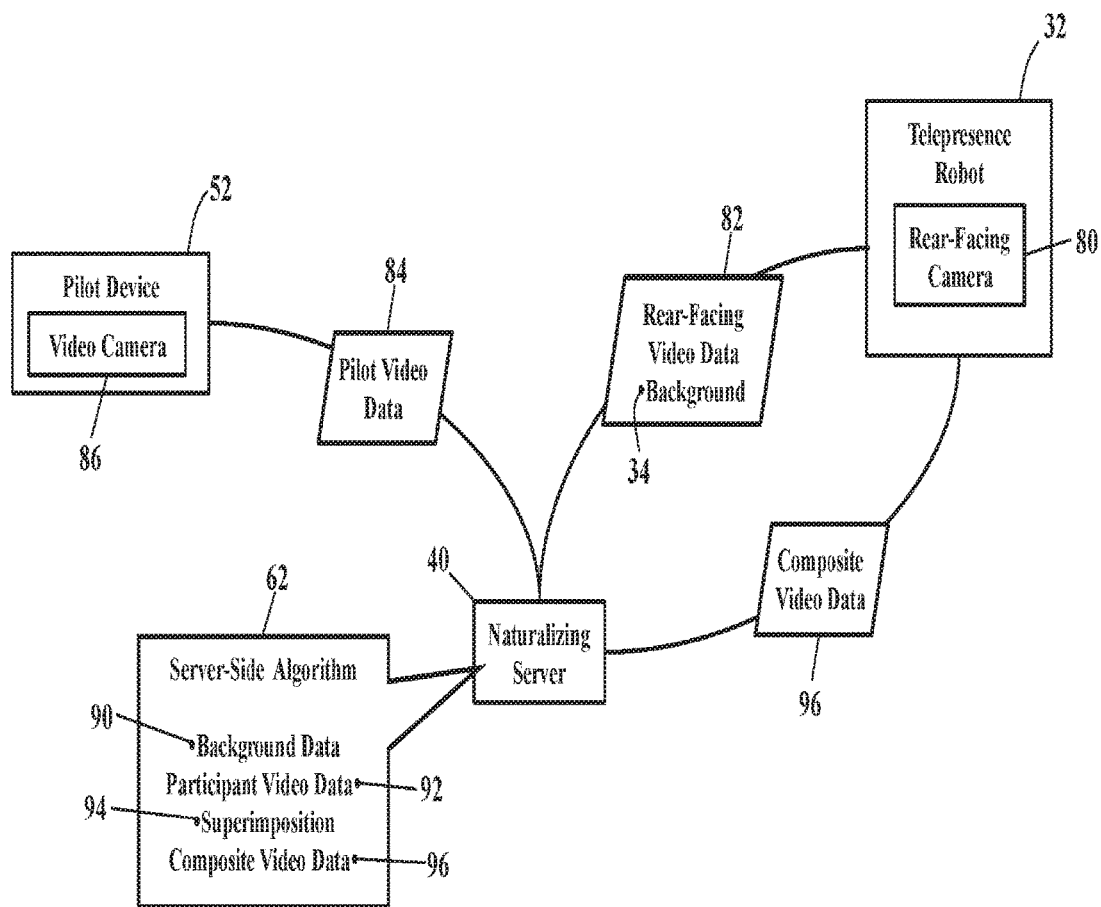 32
Telepresence
Robot
Rear-Facing
Camera
80
52
Pilot Device
Video Camera
86
84
Pilot Video
Data
82
Rear-Facing
Video Data
Background
34
40
Naturalizing
Server
Composite
Video Data
96
62
Server-Side Algorithm
90
Background Data
Participant Video Data
92
94
Superimposition
Composite Video Data
96